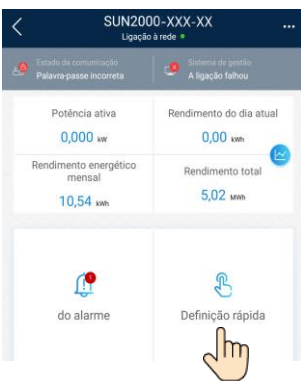 SUN2000-XXX-XX
Ligação à rede
...
Estado da comunicação
Palavra-passe incorreta
Sistema de gestão
A ligação falhou
Potência ativa
0,000 kW
Rendimento do dia atual
0,00 kWh
Rendimento energético
mensal
10,54 kWh
Rendimento total
5,02 MWh
1
do alarme
Definição rápida